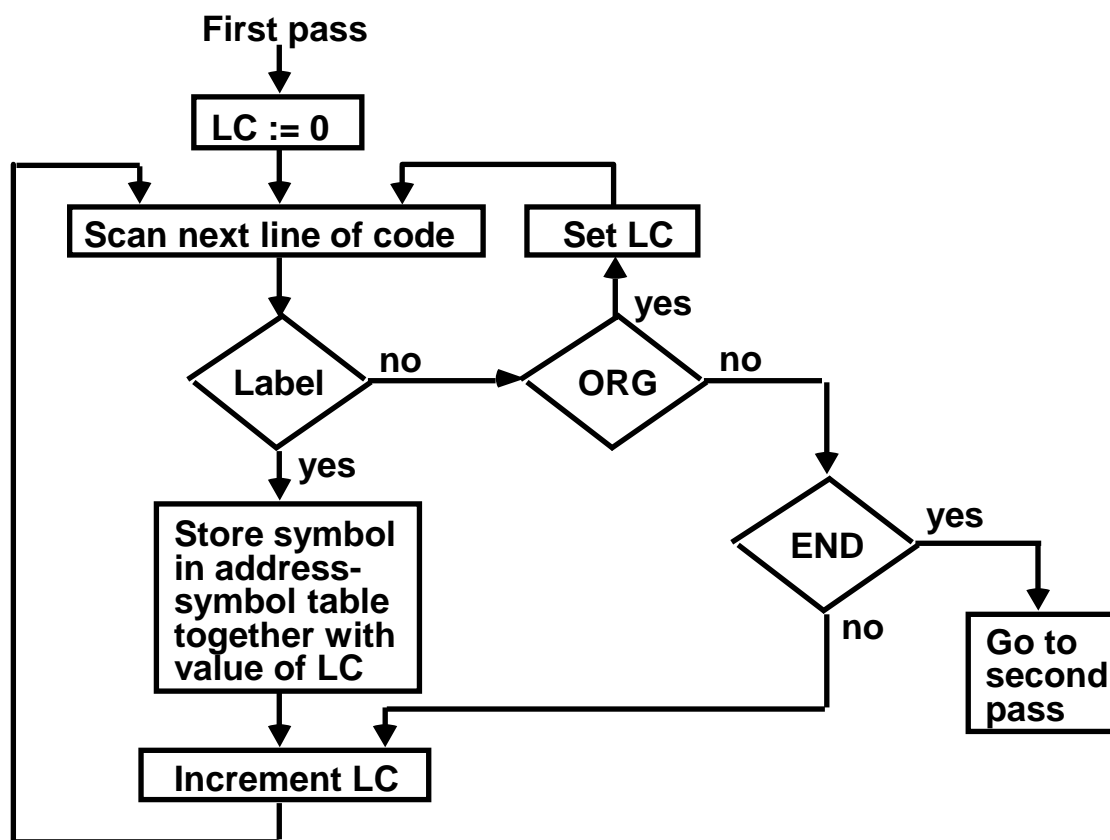 First pass
LC := 0
Scan next line of code
Set LC
yes
Label
no
ORG
no
yes
Store symbol
in address-
symbol table
together with
value of LC
END
yes
no
Go to
second
pass
Increment LC